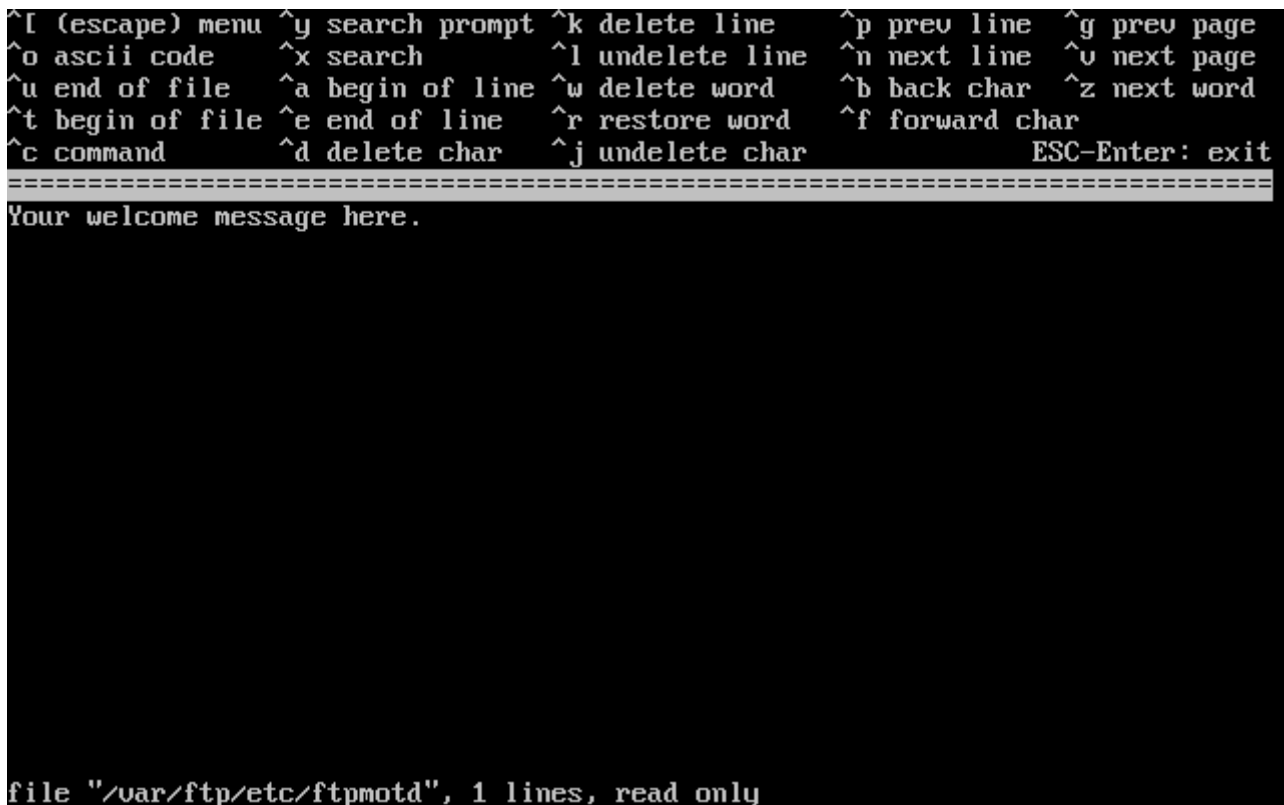 ^[ (escape) menu ^y search prompt ^k delete line ^p prev line ^g prev page
^o ascii code ^x search ^l undelete line ^n next line ^v next page
^u end of file ^a begin of line ^w delete word ^b back char ^z next word
^t begin of file ^e end of line ^r restore word ^f forward char
^c command ^d delete char ^j undelete char ESC-Enter: exit
===============================================================================
Your welcome message here.
file "/var/ftp/etc/ftpmotd", 1 lines, read only